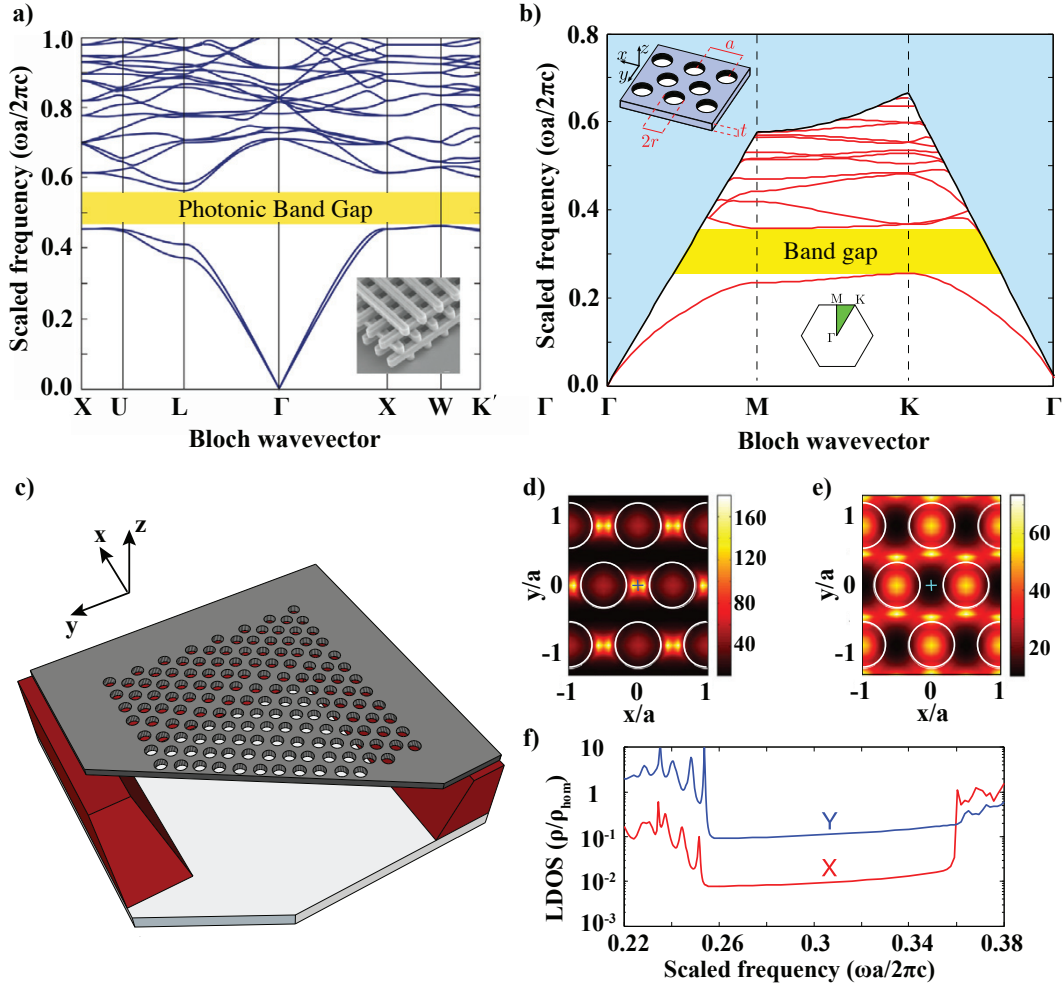 a)
Scaled frequency (ωa/2πc)
1.0
0.8
0.6
0.4
0.2
0.0
Photonic Band Gap
X U L Γ X W K′ Γ
Bloch wavevector
b)
Scaled frequency (ωa/2πc)
0.8
0.6
0.4
0.2
0.0
x y z
a
2r
t
Band gap
M K
Γ
Γ M K Γ
Bloch wavevector
c)
x
y
z
d)
y/a
1
0
-1
-1 0 1
x/a
160
120
80
40
e)
y/a
1
0
-1
-1 0 1
x/a
60
40
20
f)
LDOS (ρ/ρhom)
10
1
10-1
10-2
10-3
Y
X
0.22 0.26 0.3 0.34 0.38
Scaled frequency (ωa/2πc)